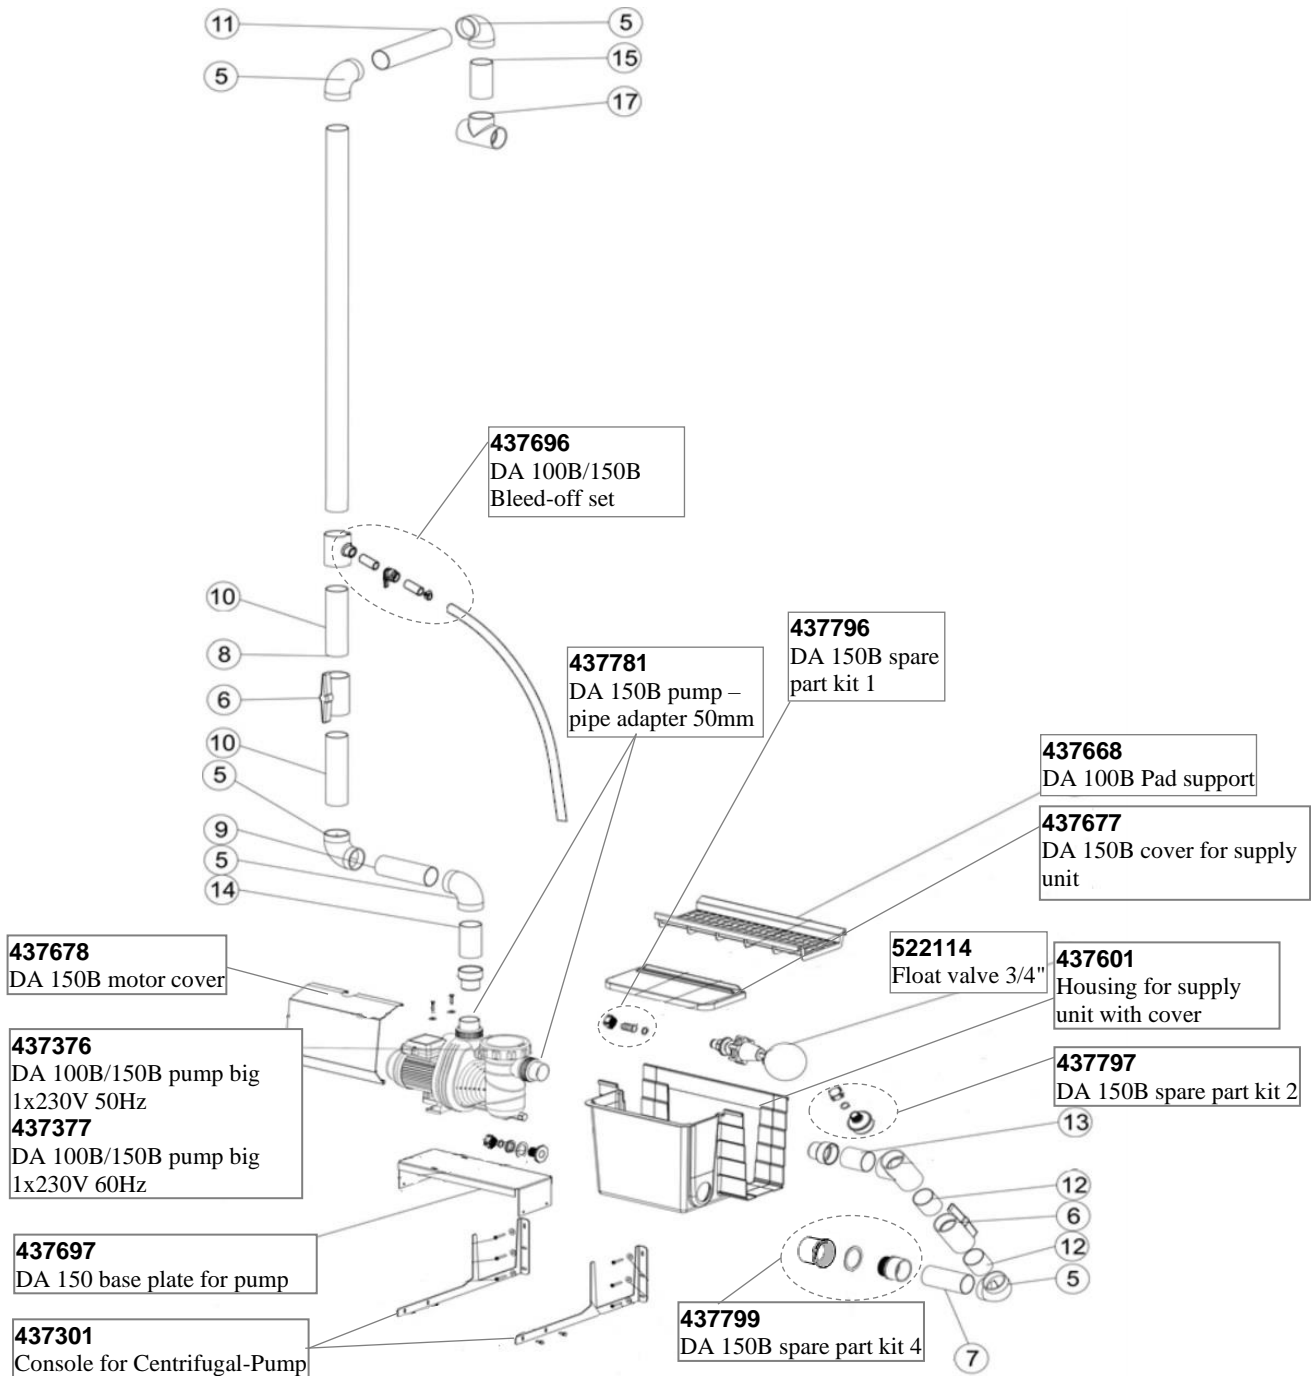 11
5
5
15
17
437696
DA 100B/150B
Bleed-off set
10
8
6
10
5
9
5
14
437781
DA 150B pump –
pipe adapter 50mm
437796
DA 150B spare
part kit 1
437668
DA 100B Pad support
437677
DA 150B cover for supply
unit
437678
DA 150B motor cover
522114
Float valve 3/4"
437601
Housing for supply
unit with cover
437376
DA 100B/150B pump big
1x230V 50Hz
437377
DA 100B/150B pump big
1x230V 60Hz
437797
DA 150B spare part kit 2
13
12
6
12
5
437697
DA 150 base plate for pump
437799
DA 150B spare part kit 4
7
437301
Console for Centrifugal-Pump